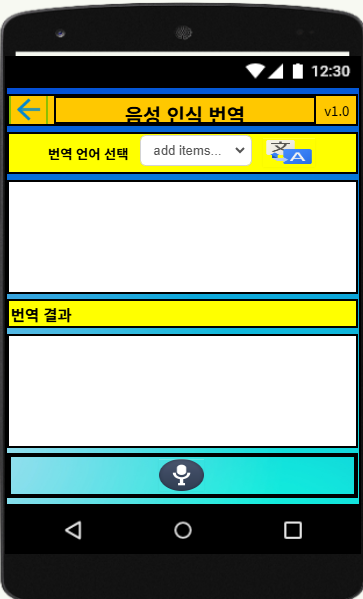 12:30
음성 인식 번역
v1.0
번역 언어 선택
add items...
文
A
번역 결과